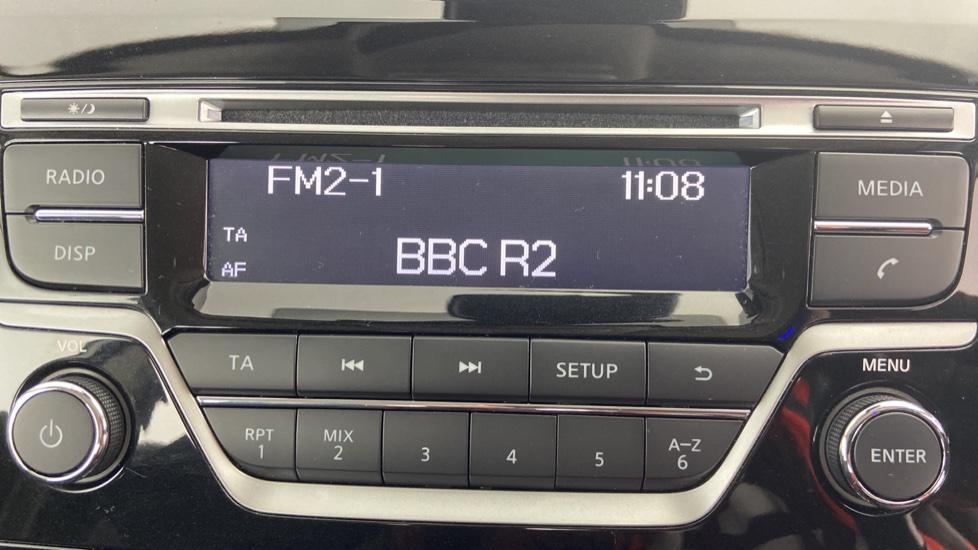 RADIO
DISP
FM2-1 11:08
TA
AF
BBC R2
MEDIA
VOL
TA
SETUP
MENU
RPT
1
MIX
2
3
4
5
A-Z
6
ENTER